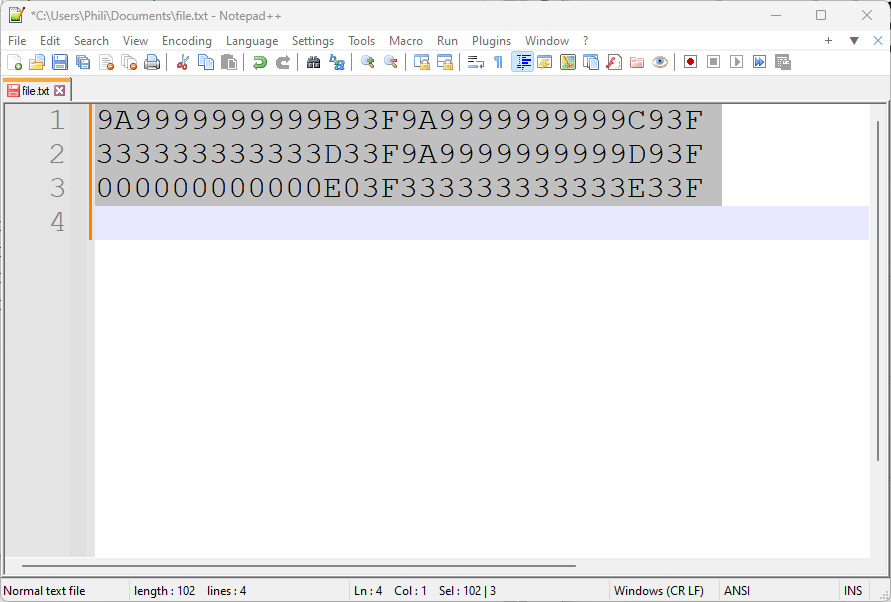 *C:\Users\Phili\Documents\file.txt - Notepad++
File Edit Search View Encoding Language Settings Tools Macro Run Plugins Window ?
file.txt
1 9A9999999999B93F9A9999999999C93F
2 333333333333D33F9A9999999999D93F
3 000000000000E03F333333333333E33F
4
Normal text file length : 102 lines : 4 Ln : 4 Col : 1 Sel : 102 | 3 Windows (CR LF) ANSI INS